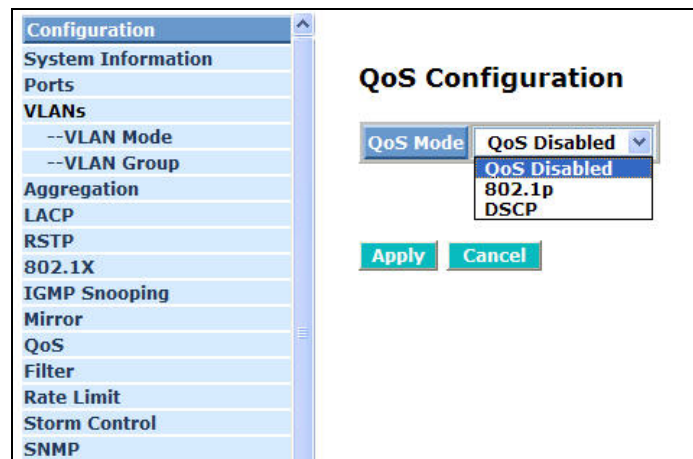 Configuration
System Information
Ports
VLANs
--VLAN Mode
--VLAN Group
Aggregation
LACP
RSTP
802.1X
IGMP Snooping
Mirror
QoS
Filter
Rate Limit
Storm Control
SNMP
QoS Configuration
QoS Mode QoS Disabled
QoS Disabled
802.1p
DSCP
Apply Cancel